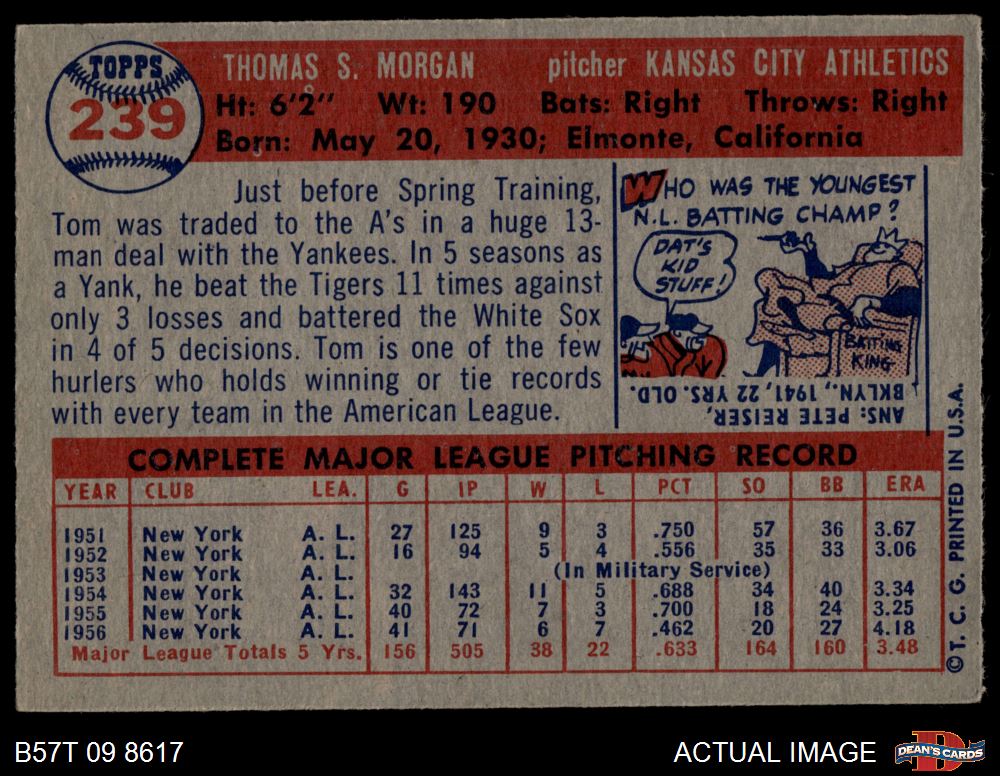 TOPPS
239
THOMAS S. MORGAN pitcher KANSAS CITY ATHLETICS
Ht: 6'2" Wt: 190 Bats: Right Throws: Right
Born: May 20, 1930; Elmonte, California
Just before Spring Training,
Tom was traded to the A's in a huge 13-
man deal with the Yankees. In 5 seasons as
a Yank, he beat the Tigers 11 times against
only 3 losses and battered the White Sox
in 4 of 5 decisions. Tom is one of the few
hurlers who holds winning or tie records
with every team in the American League.
WHO WAS THE YOUNGEST
N.L. BATTING CHAMP?
DAT'S
KID
STUFF!
BATTING
KING
ANS: PETE REISER,
BKLYN., 1941, 22 YRS. OLD.
COMPLETE MAJOR LEAGUE PITCHING RECORD
YEAR CLUB LEA. G IP W L PCT SO BB ERA
1951 New York A. L. 27 125 9 3 .750 57 36 3.67
1952 New York A. L. 16 94 5 4 .556 35 33 3.06
1953 New York A. L. (In Military Service)
1954 New York A. L. 32 143 11 5 .688 34 40 3.34
1955 New York A. L. 40 72 7 3 .700 18 24 3.25
1956 New York A. L. 41 71 6 7 .462 20 27 4.18
Major League Totals 5 Yrs. 156 505 38 22 .633 164 160 3.48
© T. C. G. PRINTED IN U.S.A.
B57T 09 8617
ACTUAL IMAGE
D
DEAN'S CARDS